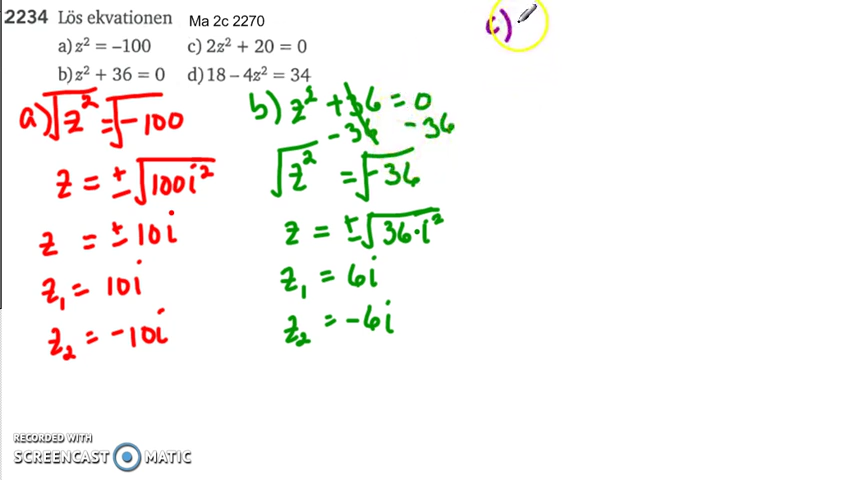 2234 Lös ekvationen Ma 2c 2270
a) z² = –100 c) 2z² + 20 = 0
b) z² + 36 = 0 d) 18 – 4z² = 34
a) √z² = √-100
z = ±√100i²
z = ±10i
z₁ = 10i
z₂ = -10i
b) z² + 36 = 0
-36 -36
√z² = √-36
z = ±√36·i²
z₁ = 6i
z₂ = -6i
c)
RECORDED WITH
SCREENCAST MATIC